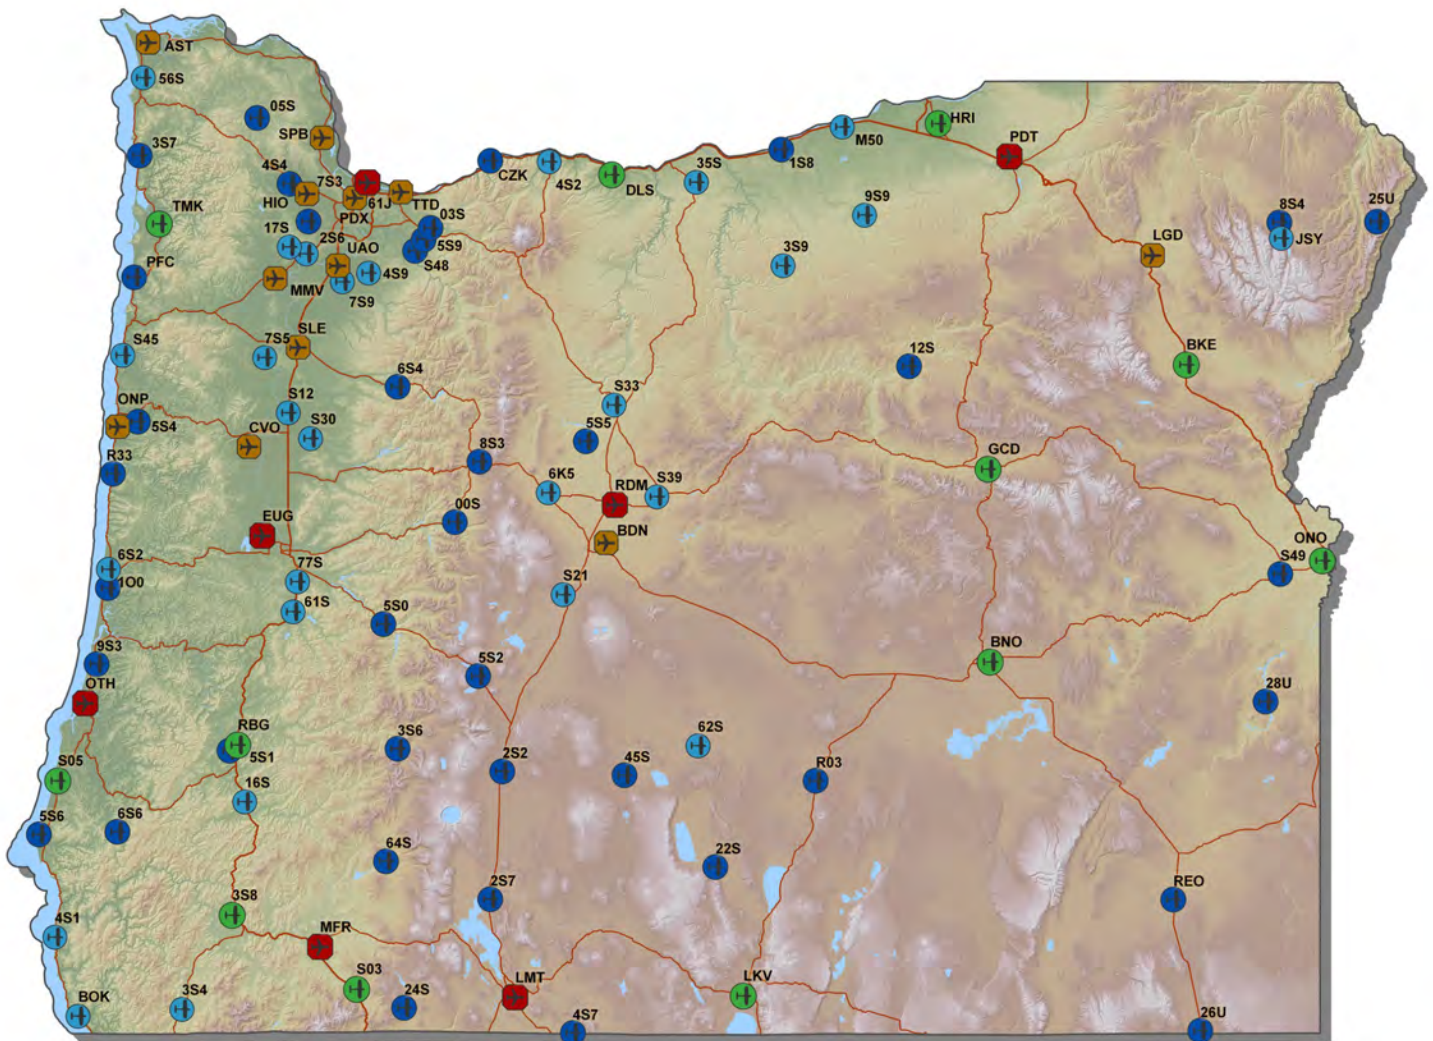 AST
56S
05S
SPB
3S7
4S4
7S3
HIO
61J
PDX
TTD
CZK
4S2
DLS
35S
1S8
M50
HRI
PDT
9S9
8S4
25U
JSY
TMK
17S
2S6
UAO
03S
5S9
S48
4S9
3S9
LGD
PFC
MMV
7S9
SLE
S45
7S5
6S4
12S
BKE
S33
ONP
5S4
S12
S30
CVO
5S5
8S3
GCD
R33
6K5
RDM
S39
EUG
00S
BDN
ONO
S49
6S2
1O0
77S
S21
61S
5S0
BNO
9S3
5S2
OTH
28U
RBG
5S1
3S6
62S
2S2
45S
R03
S05
16S
5S6
6S6
64S
22S
2S7
REO
3S8
4S1
MFR
S03
LMT
LKV
BOK
3S4
24S
4S7
26U